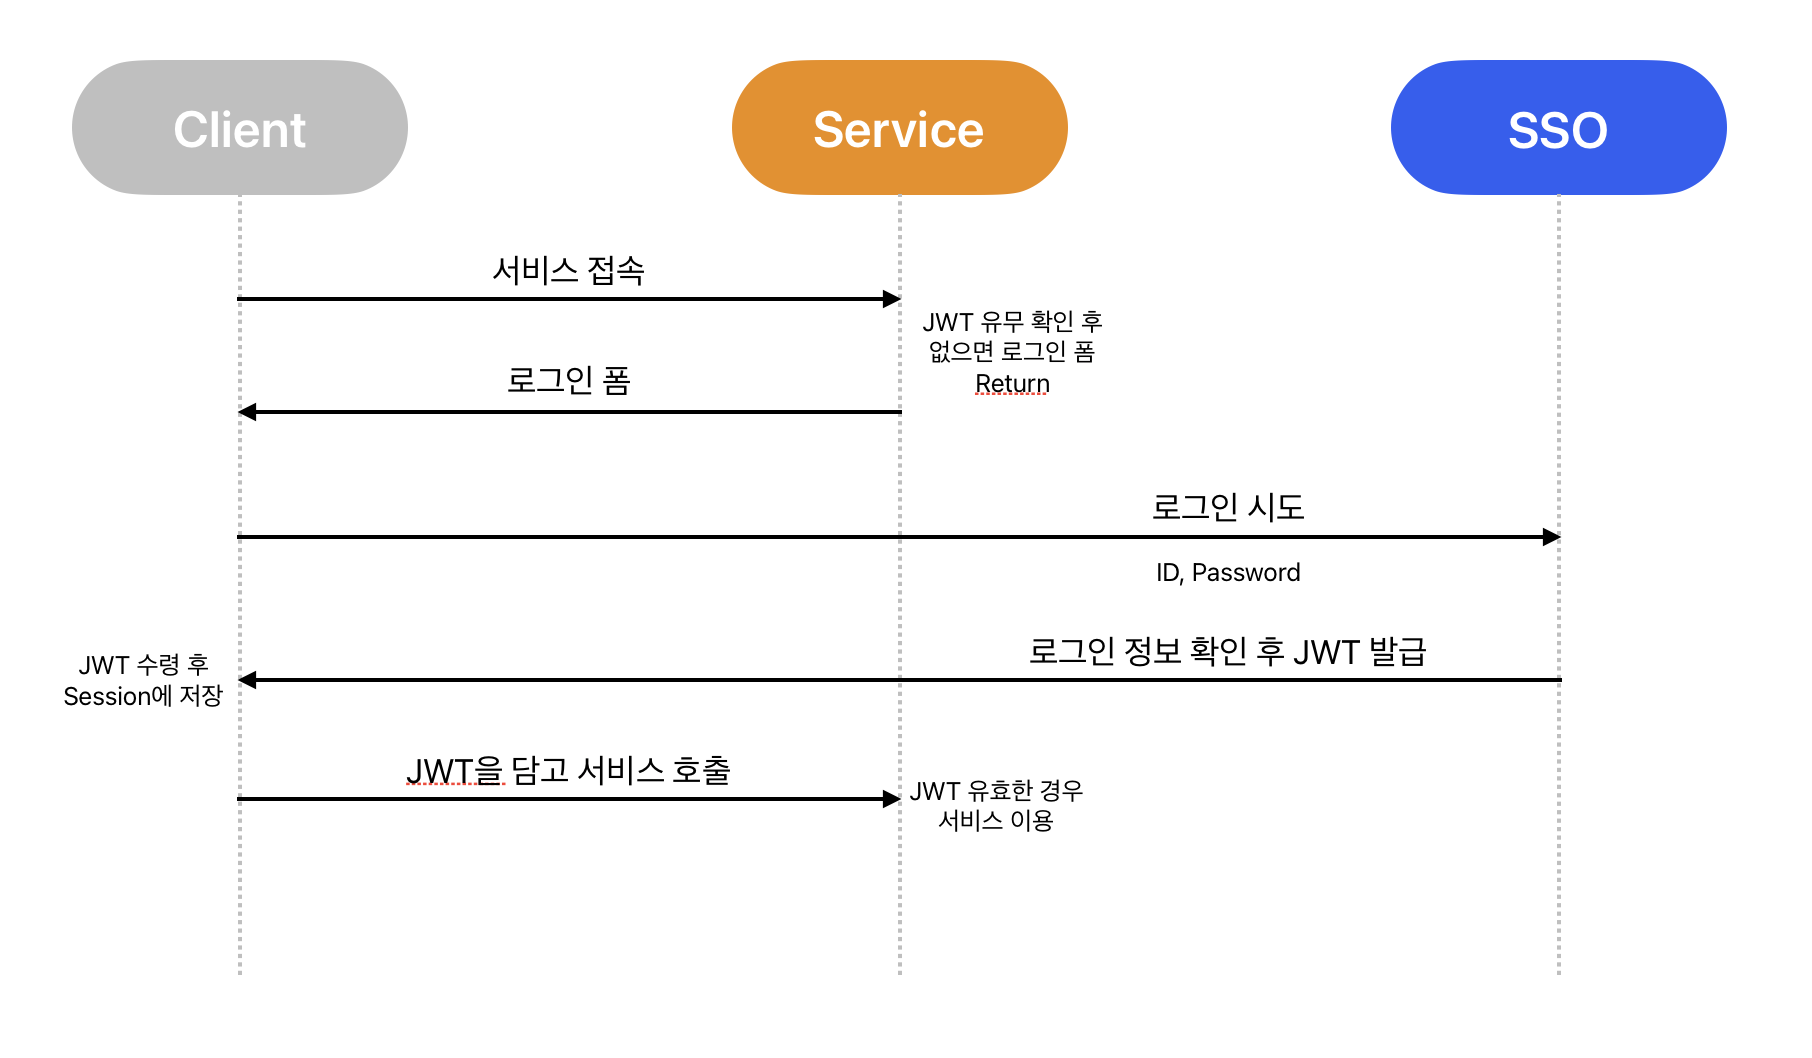 Client
Service
SSO
서비스 접속
JWT 유무 확인 후
없으면 로그인 폼
Return
로그인 폼
로그인 시도
ID, Password
로그인 정보 확인 후 JWT 발급
JWT 수령 후
Session에 저장
JWT을 담고 서비스 호출
JWT 유효한 경우
서비스 이용